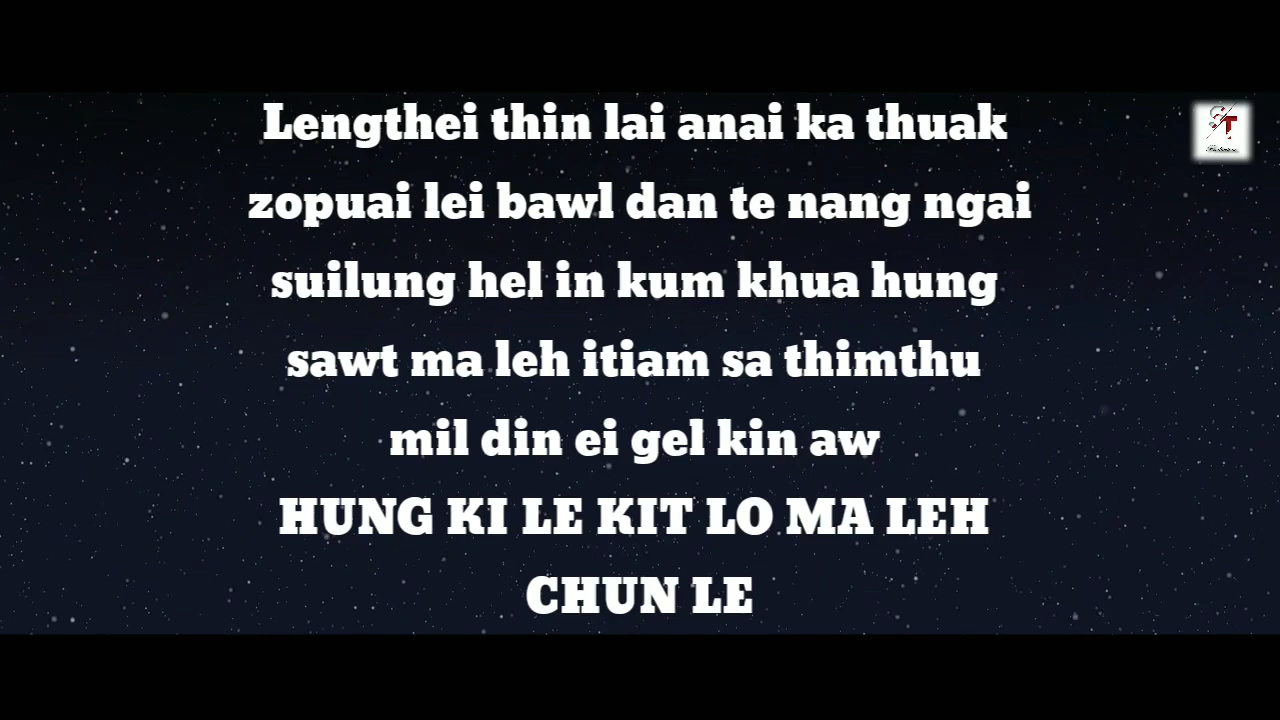 Lengthei thin lai anai ka thuak
zopuai lei bawl dan te nang ngai
suilung hel in kum khua hung
sawt ma leh itiam sa thimthu
mil din ei gel kin aw
HUNG KI LE KIT LO MA LEH
CHUN LE